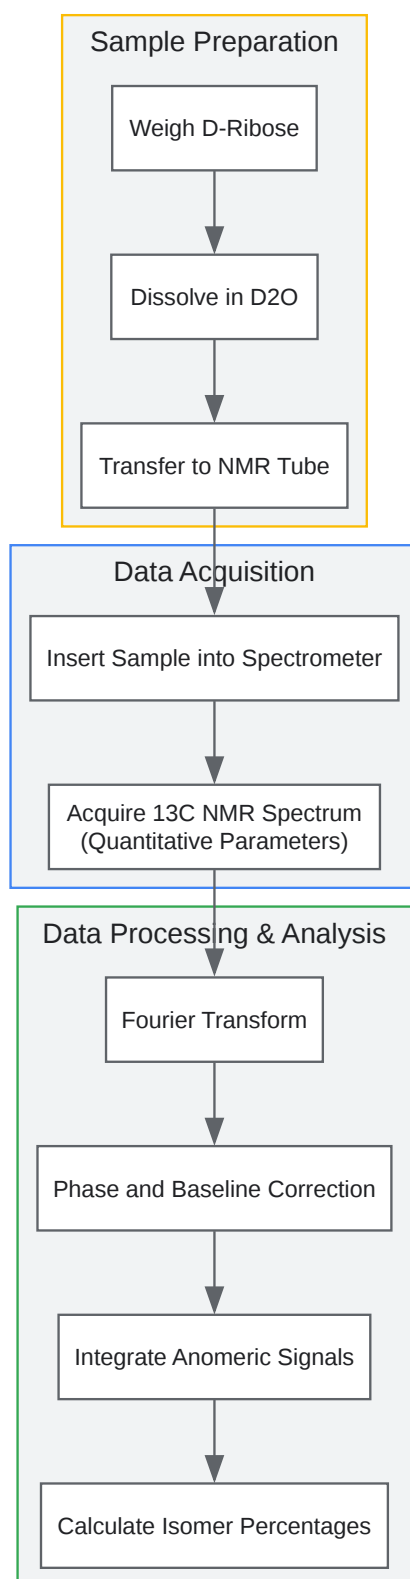 Sample Preparation
Weigh D-Ribose
Dissolve in D2O
Transfer to NMR Tube
Data Acquisition
Insert Sample into Spectrometer
Acquire 13C NMR Spectrum
(Quantitative Parameters)
Data Processing & Analysis
Fourier Transform
Phase and Baseline Correction
Integrate Anomeric Signals
Calculate Isomer Percentages